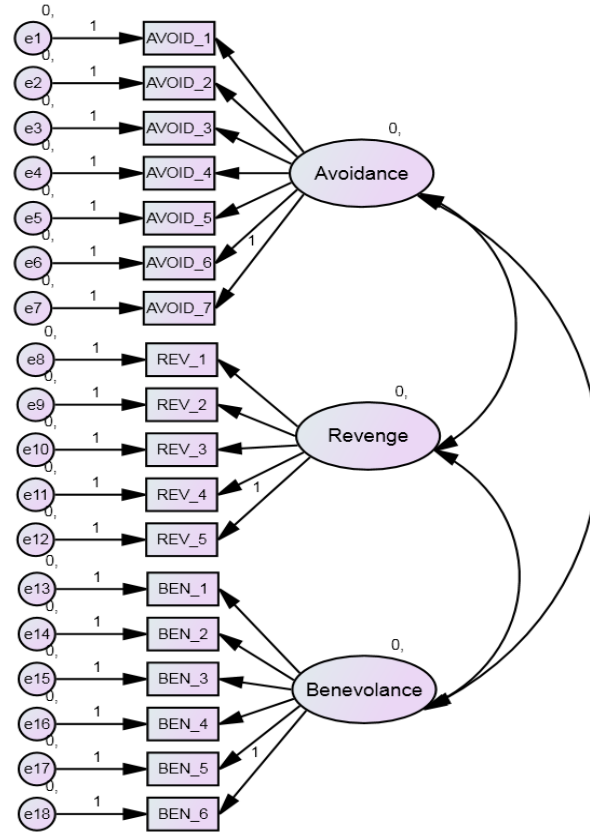 0,
e1 1 AVOID_1
0,
e2 1 AVOID_2
0,
e3 1 AVOID_3
0,
e4 1 AVOID_4
0,
e5 1 AVOID_5
0,
e6 1 AVOID_6
0,
e7 1 AVOID_7
1
0,
Avoidance
0,
e8 1 REV_1
0,
e9 1 REV_2
0,
e10 1 REV_3
0,
e11 1 REV_4
0,
e12 1 REV_5
1
0,
Revenge
0,
e13 1 BEN_1
0,
e14 1 BEN_2
0,
e15 1 BEN_3
0,
e16 1 BEN_4
0,
e17 1 BEN_5
0,
e18 1 BEN_6
1
0,
Benevolance